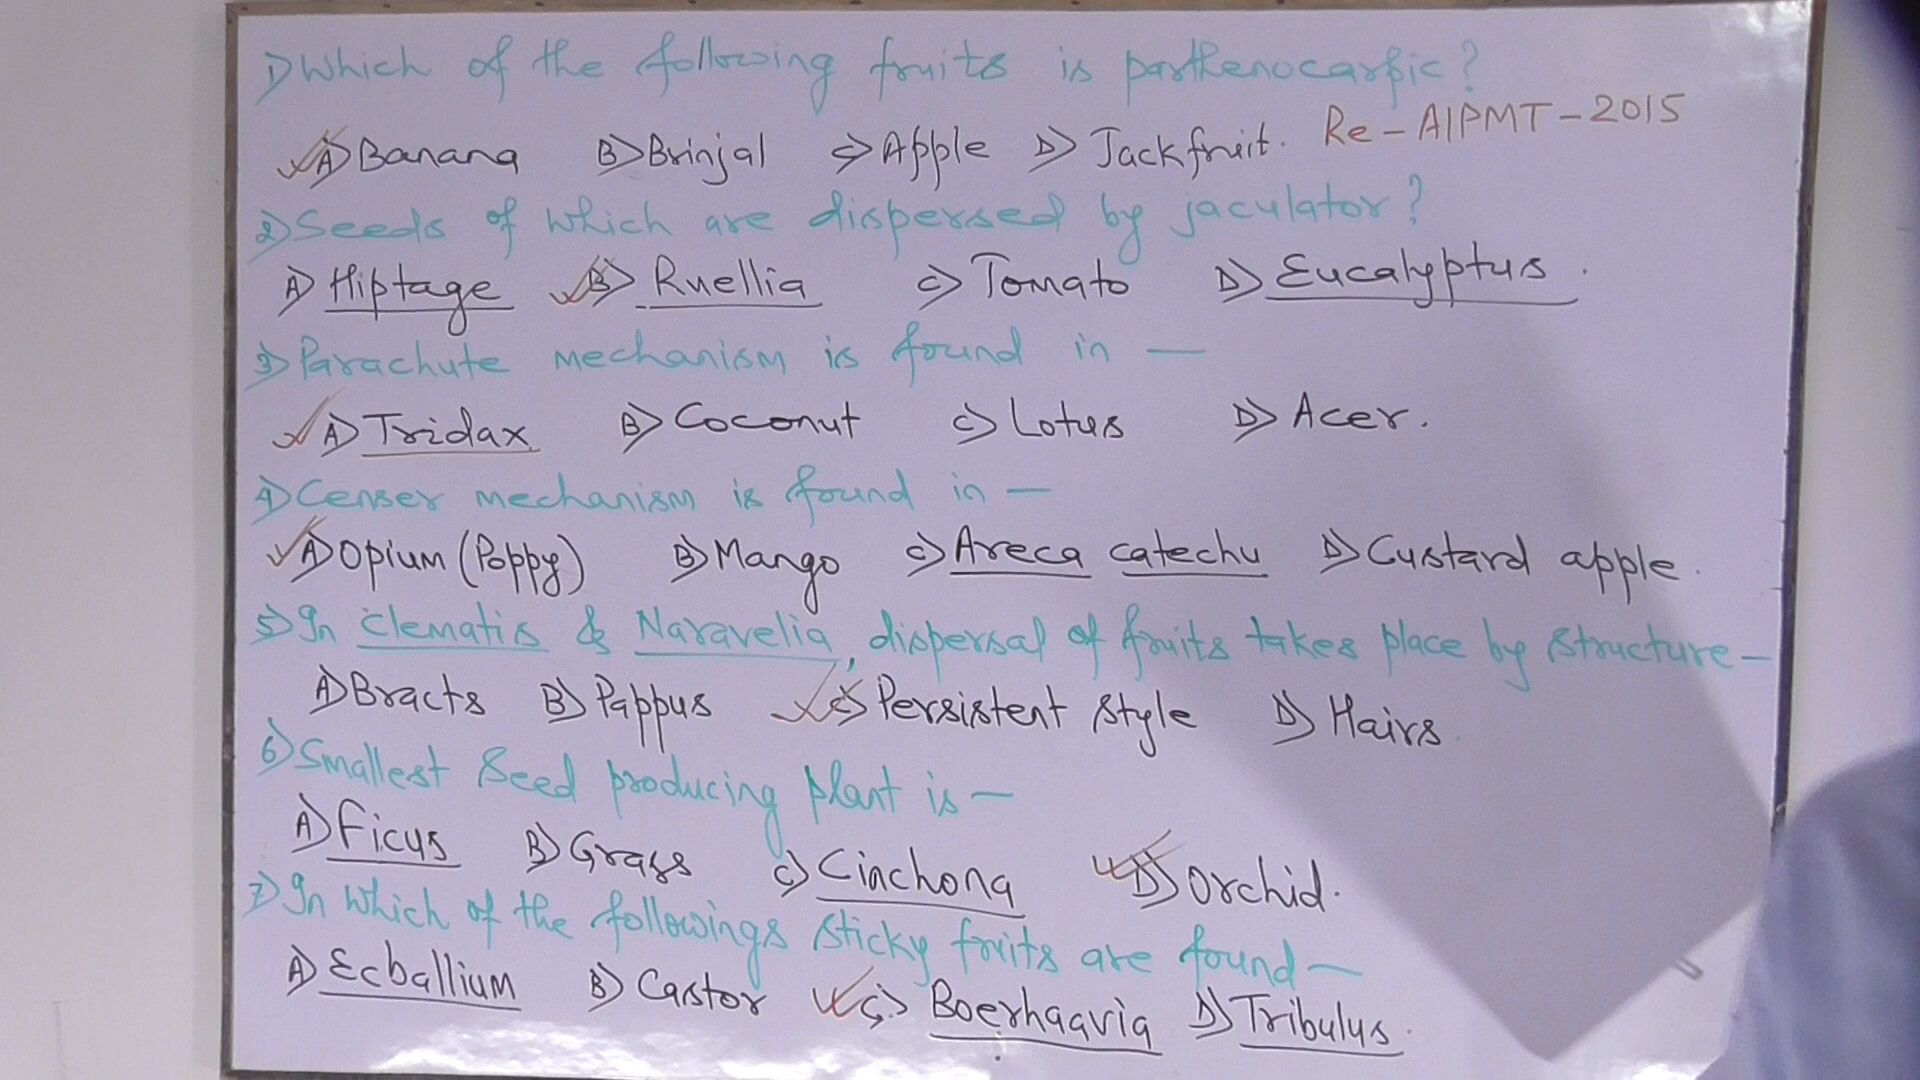 1) Which of the following fruits is parthenocarpic?
A) Banana B) Brinjal C) Apple D) Jackfruit. Re-AIPMT-2015
2) Seeds of which are dispersed by jaculator?
A) Hiptage B) Ruellia C) Tomato D) Eucalyptus.
3) Parachute mechanism is found in —
A) Tridax B) Coconut C) Lotus D) Acer.
4) Censer mechanism is found in —
A) Opium (Poppy) B) Mango C) Areca catechu D) Custard apple.
5) In Clematis & Naravelia, dispersal of fruits takes place by structure —
A) Bracts B) Pappus C) Persistent style D) Hairs
6) Smallest seed producing plant is —
A) Ficus B) Grass C) Cinchona D) Orchid.
7) In which of the followings sticky fruits are found —
A) Ecballium B) Castor C) Boerhaavia D) Tribulus.